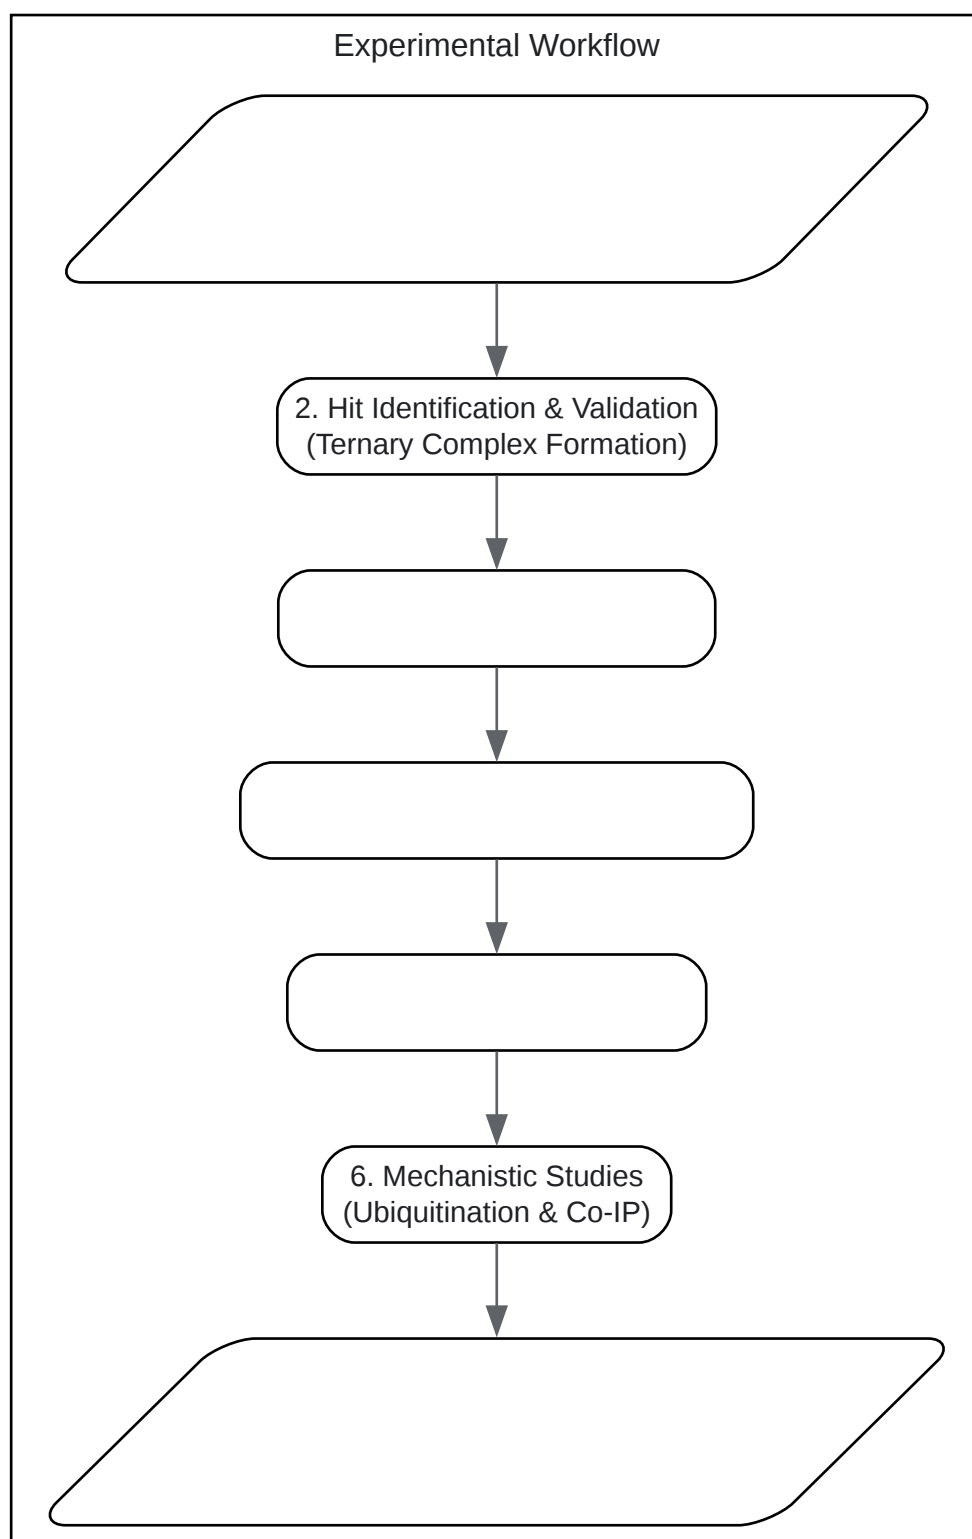 Experimental Workflow
2. Hit Identification & Validation
(Ternary Complex Formation)
6. Mechanistic Studies
(Ubiquitination & Co-IP)